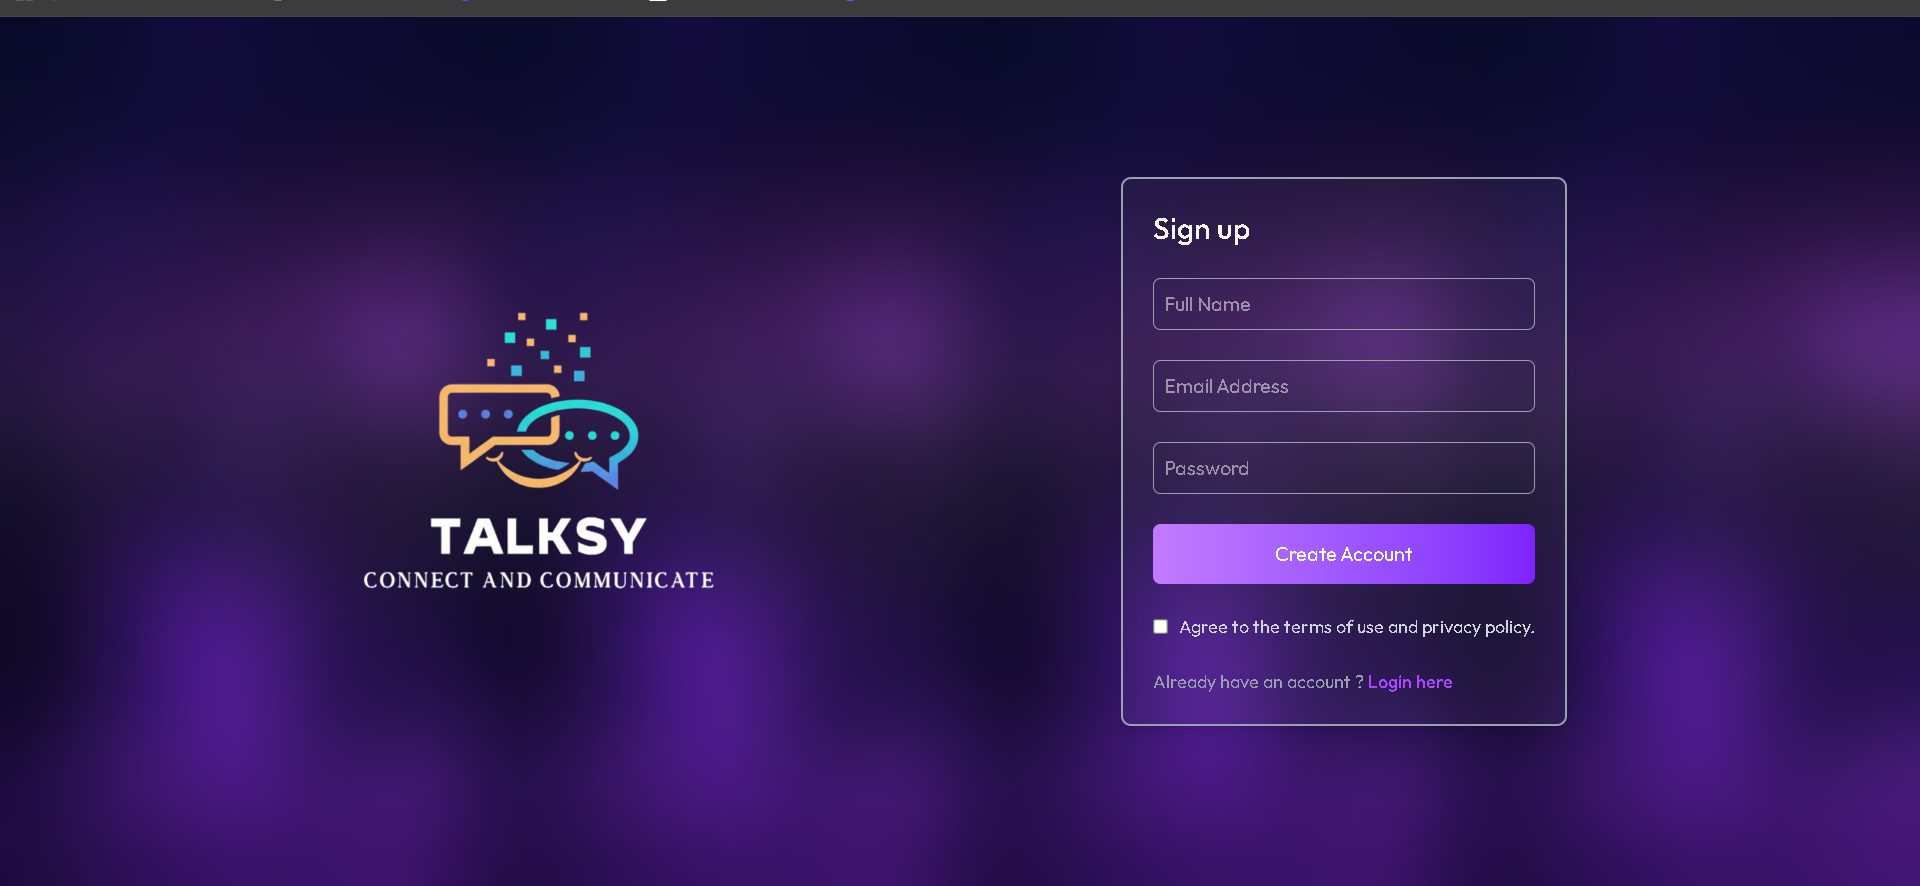 TALKSY
CONNECT AND COMMUNICATE
Sign up
Full Name
Email Address
Password
Create Account
Agree to the terms of use and privacy policy.
Already have an account ? Login here